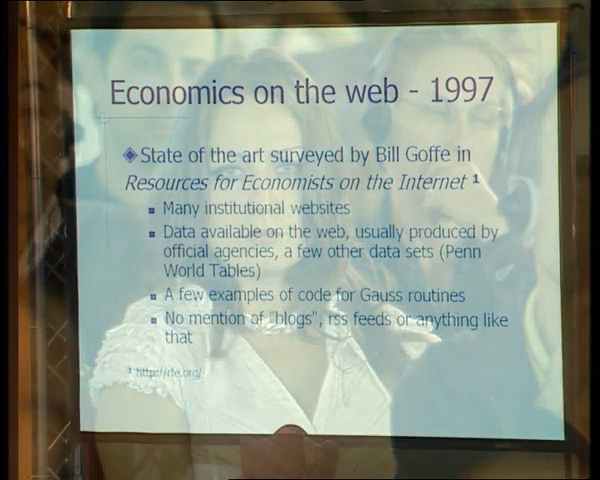 Economics on the web - 1997
State of the art surveyed by Bill Goffe in
Resources for Economists on the Internet ¹
Many institutional websites
Data available on the web, usually produced by
official agencies, a few other data sets (Penn
World Tables)
A few examples of code for Gauss routines
No mention of "blogs", rss feeds or anything like
that
¹ http://rfe.org/